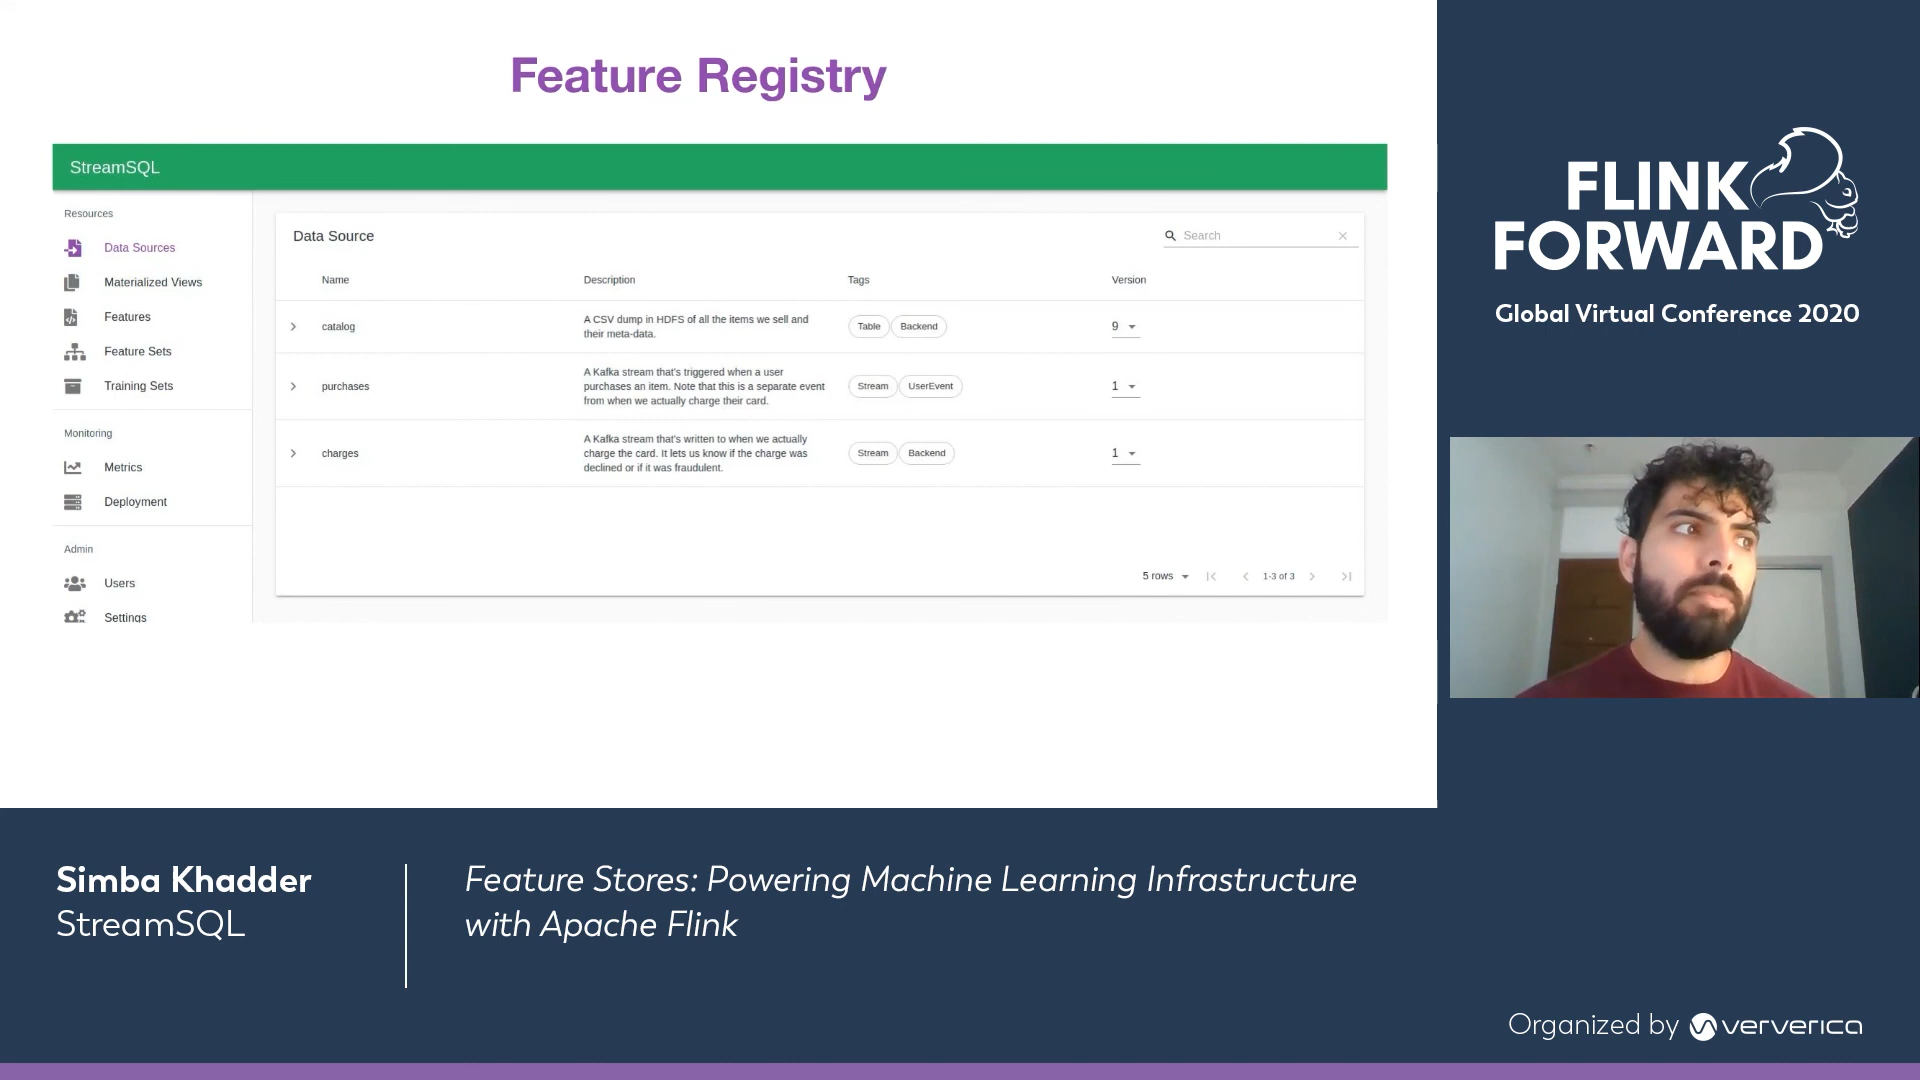 Feature Registry
StreamSQL
Resources
Data Sources
Materialized Views
Features
Feature Sets
Training Sets
Monitoring
Metrics
Deployment
Admin
Users
Settings
Data Source
Search
Name Description Tags Version
catalog
A CSV dump in HDFS of all the items we sell and
their meta-data.
Table Backend
9
purchases
A Kafka stream that's triggered when a user
purchases an item. Note that this is a separate event
from when we actually charge their card.
Stream UserEvent
1
charges
A Kafka stream that's written to when we actually
charge the card. It lets us know if the charge was
declined or if it was fraudulent.
Stream Backend
1
5 rows 1-3 of 3
FLINK
FORWARD
Global Virtual Conference 2020
Simba Khadder
StreamSQL
Feature Stores: Powering Machine Learning Infrastructure
with Apache Flink
Organized by ververica